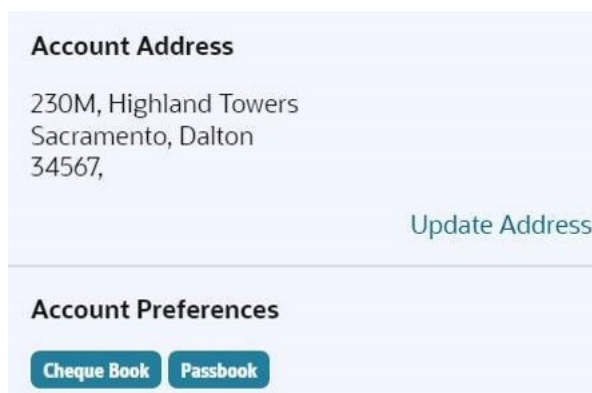 Account Address
230M, Highland Towers
Sacramento, Dalton
34567,
Update Address
Account Preferences
Cheque Book Passbook